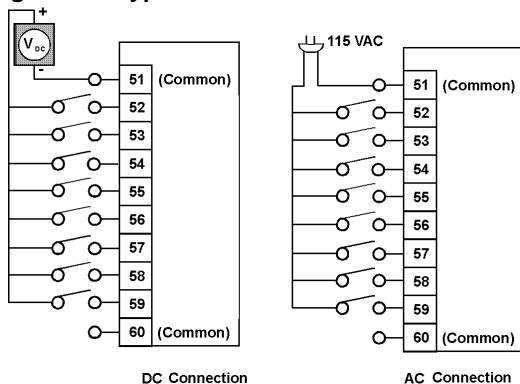 +
V DC
-
51 (Common)
52
53
54
55
56
57
58
59
60 (Common)
DC Connection
115 VAC
51 (Common)
52
53
54
55
56
57
58
59
60 (Common)
AC Connection